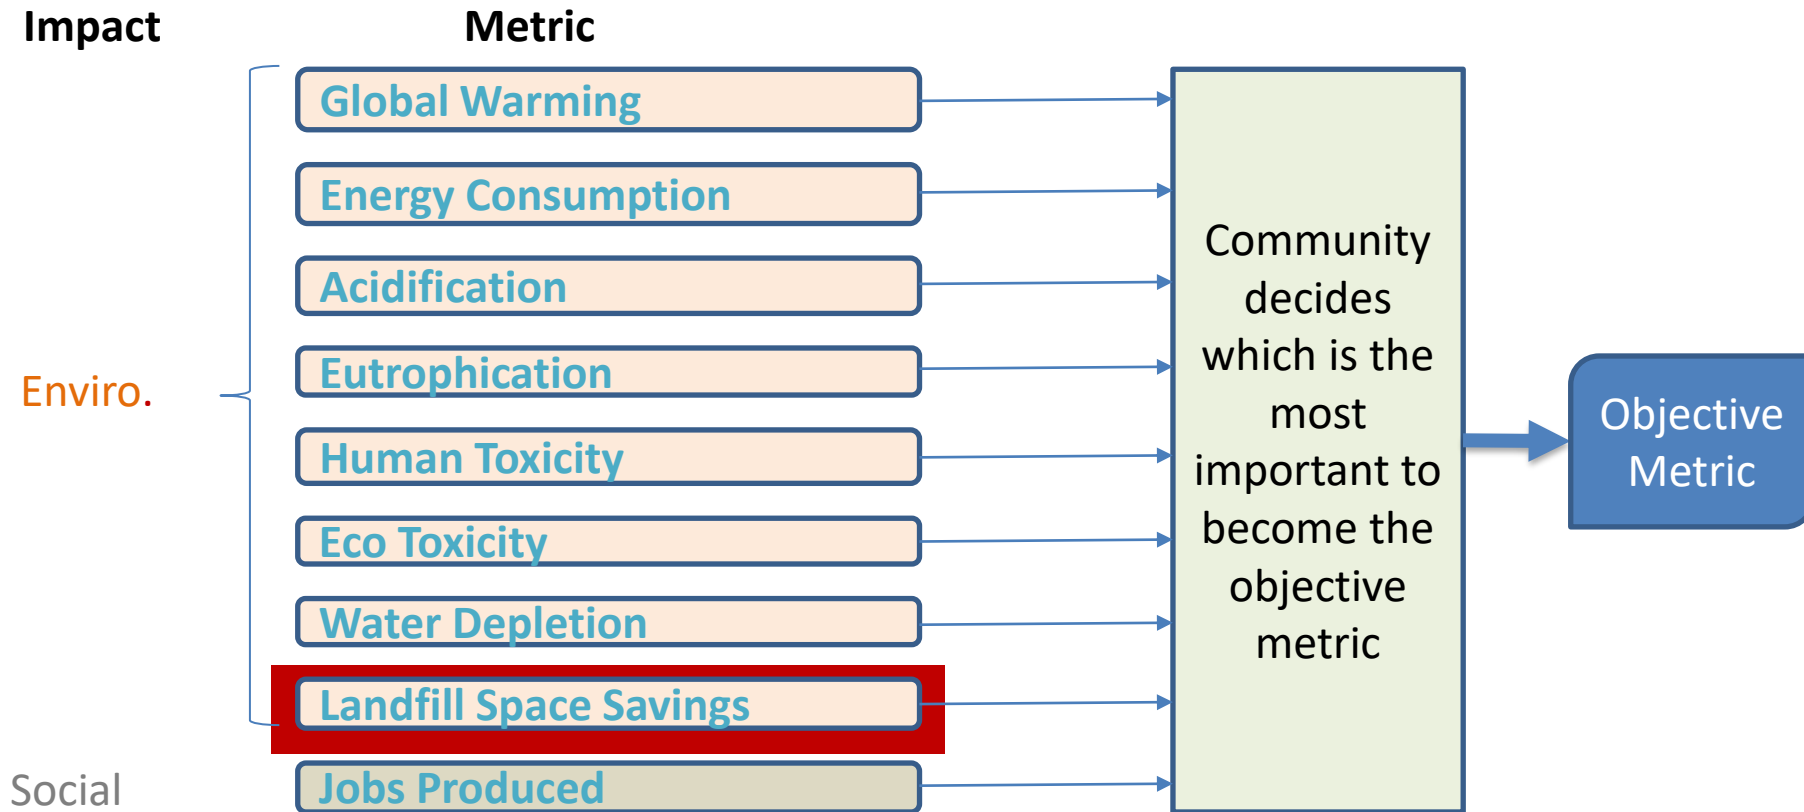 Impact
Metric
Global Warming
Energy Consumption
Acidification
Eutrophication
Enviro.
Human Toxicity
Eco Toxicity
Water Depletion
Landfill Space Savings
Social
Jobs Produced
Community
decides
which is the
most
important to
become the
objective
metric
Objective
Metric